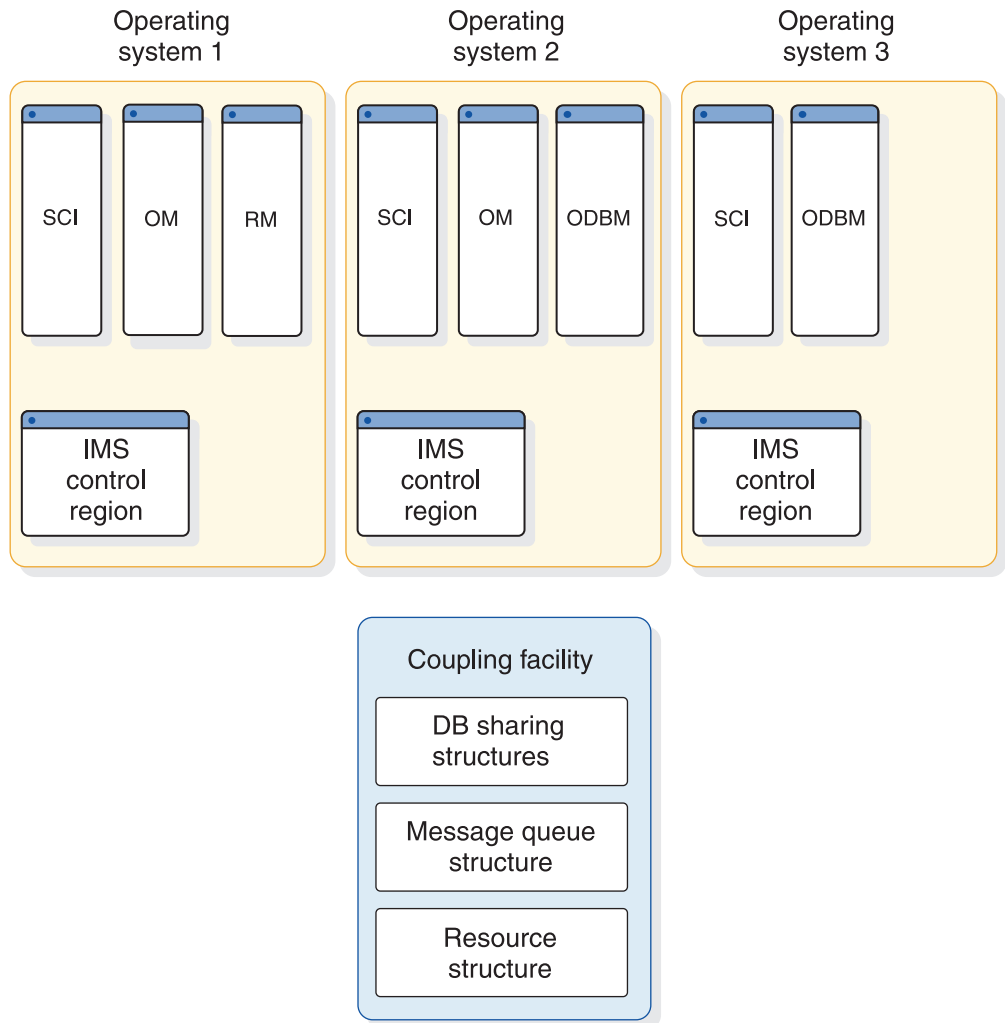 Operating
system 1
Operating
system 2
Operating
system 3
SCI
OM
RM
SCI
OM
ODBM
SCI
ODBM
IMS
control
region
IMS
control
region
IMS
control
region
Coupling facility
DB sharing
structures
Message queue
structure
Resource
structure